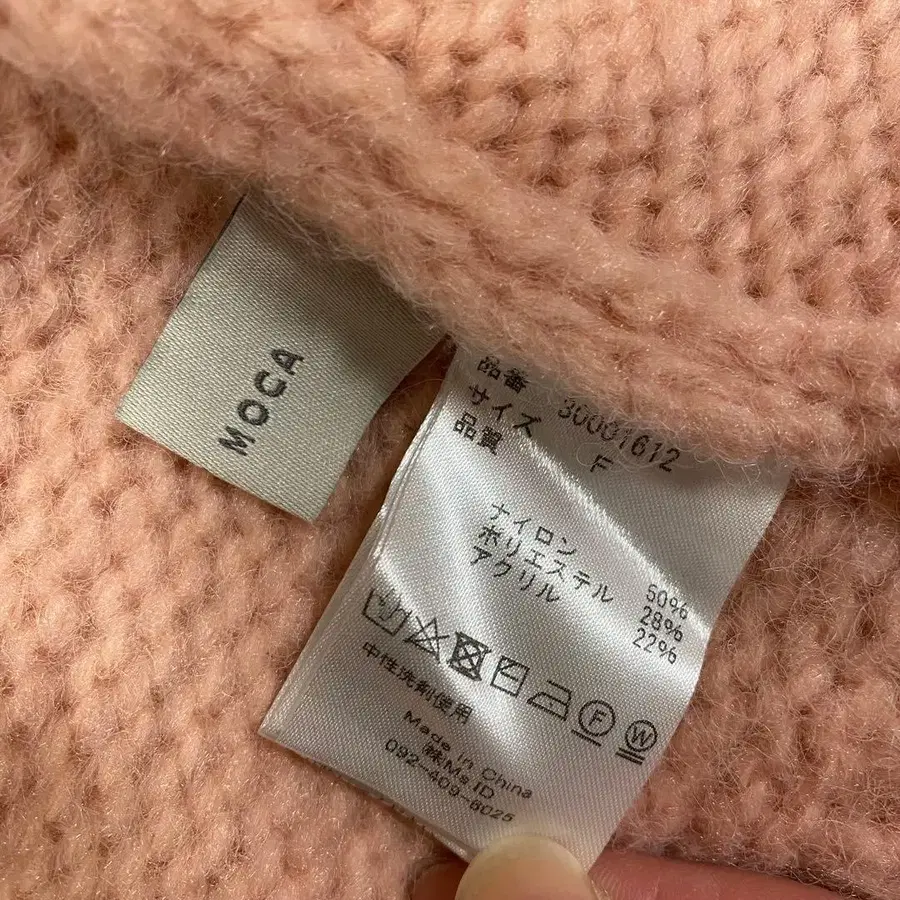 MOCA
品番 30001612
サイズ F
品質
ナイロン 50%
ポリエステル 28%
アクリル 22%
F W
中性洗剤使用
Made in China
㈱Ms ID
092-409-6025